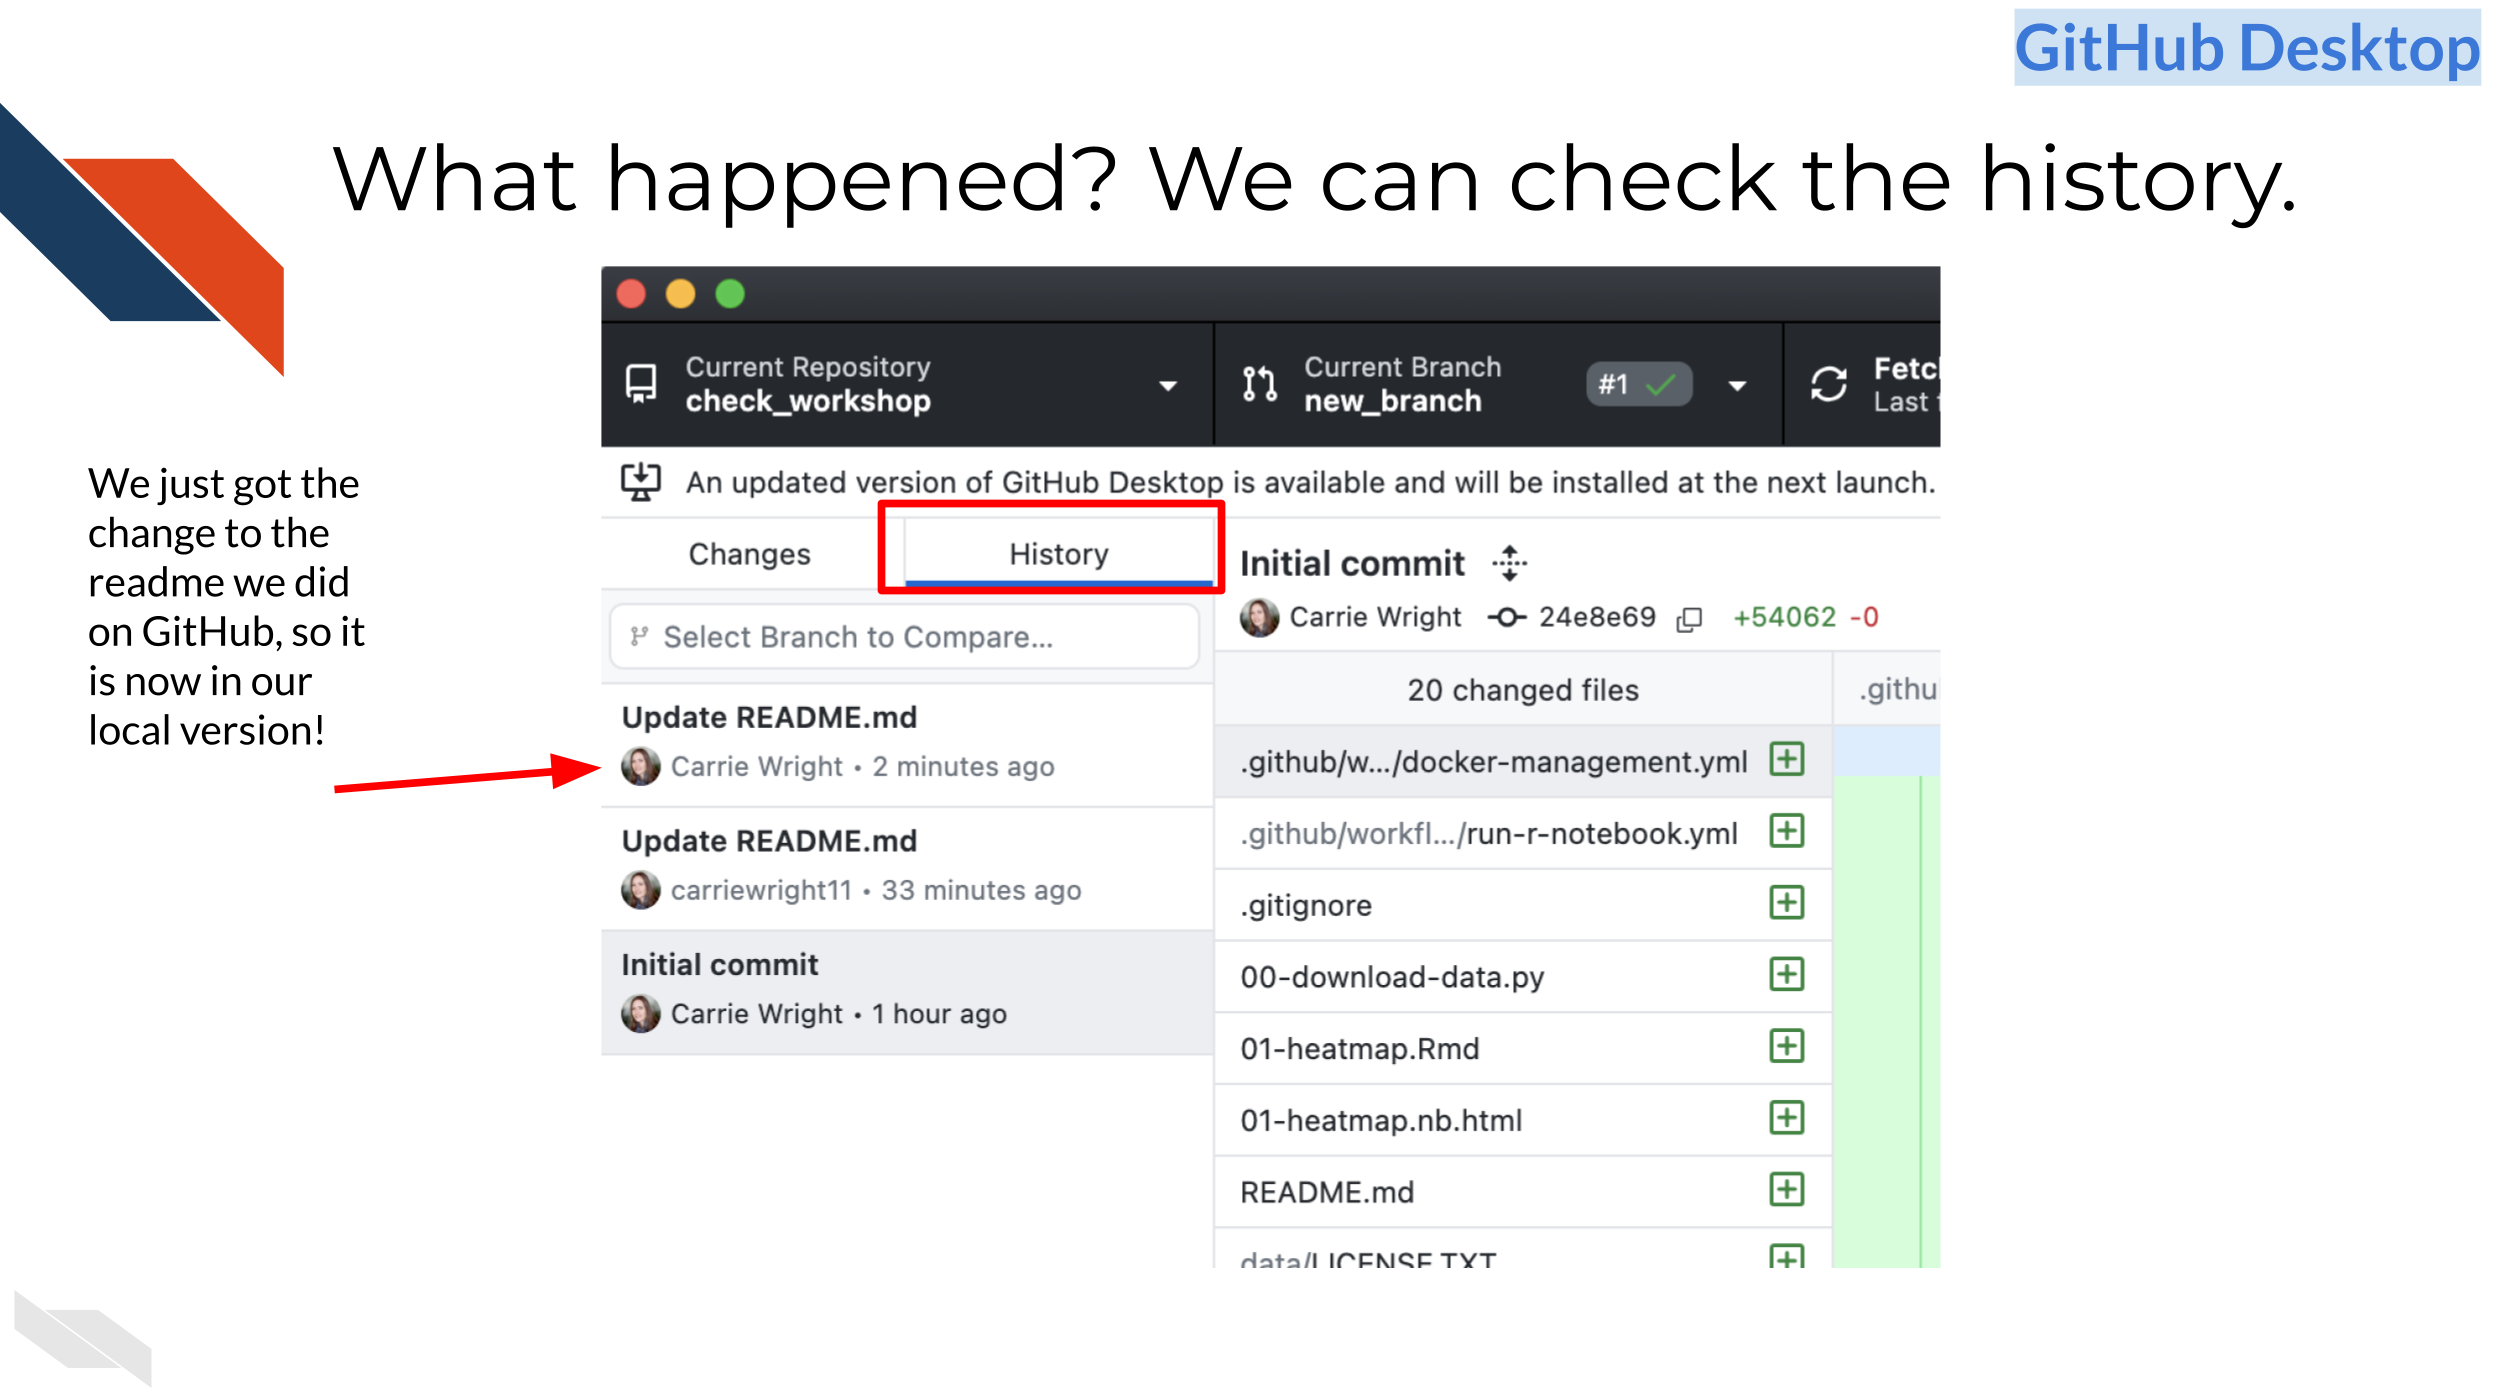 GitHub Desktop
What happened? We can check the history.
We just got the
change to the
readme we did
on GitHub, so it
is now in our
local version!
Current Repository
check_workshop
Current Branch
new_branch
#1
An updated version of GitHub Desktop is available and will be installed at the next launch.
Changes
History
Select Branch to Compare...
Update README.md
Carrie Wright • 2 minutes ago
Update README.md
carriewright11 • 33 minutes ago
Initial commit
Carrie Wright • 1 hour ago
Initial commit
Carrie Wright 24e8e69 +54062 -0
20 changed files
.github/w.../docker-management.yml
.github/workfl.../run-r-notebook.yml
.gitignore
00-download-data.py
01-heatmap.Rmd
01-heatmap.nb.html
README.md
data/LICENSE.TXT